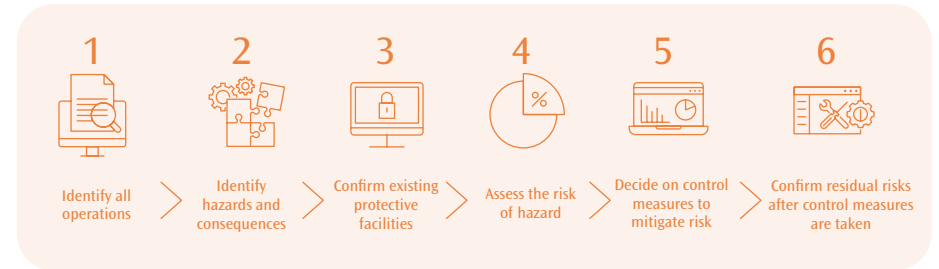 1
2
3
4
5
6
%
Identify all
operations
Identify
hazards and
consequences
Confirm existing
protective
facilities
Assess the risk
of hazard
Decide on control
measures to
mitigate risk
Confirm residual risks
after control measures
are taken